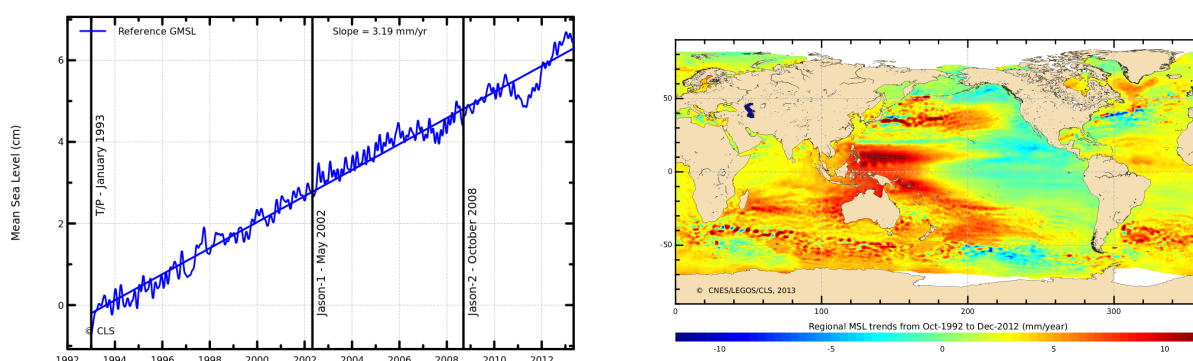 Reference GMSL
Slope = 3.19 mm/yr
Mean Sea Level (cm)
6
4
2
0
T/P - January 1993
Jason-1 - May 2002
Jason-2 - October 2008
© CLS
1992 1994 1996 1998 2000 2002 2004 2006 2008 2010 2012
50
0
-50
© CNES/LEGOS/CLS, 2013
0 100 200 300
Regional MSL trends from Oct-1992 to Dec-2012 (mm/year)
-10 -5 0 5 10